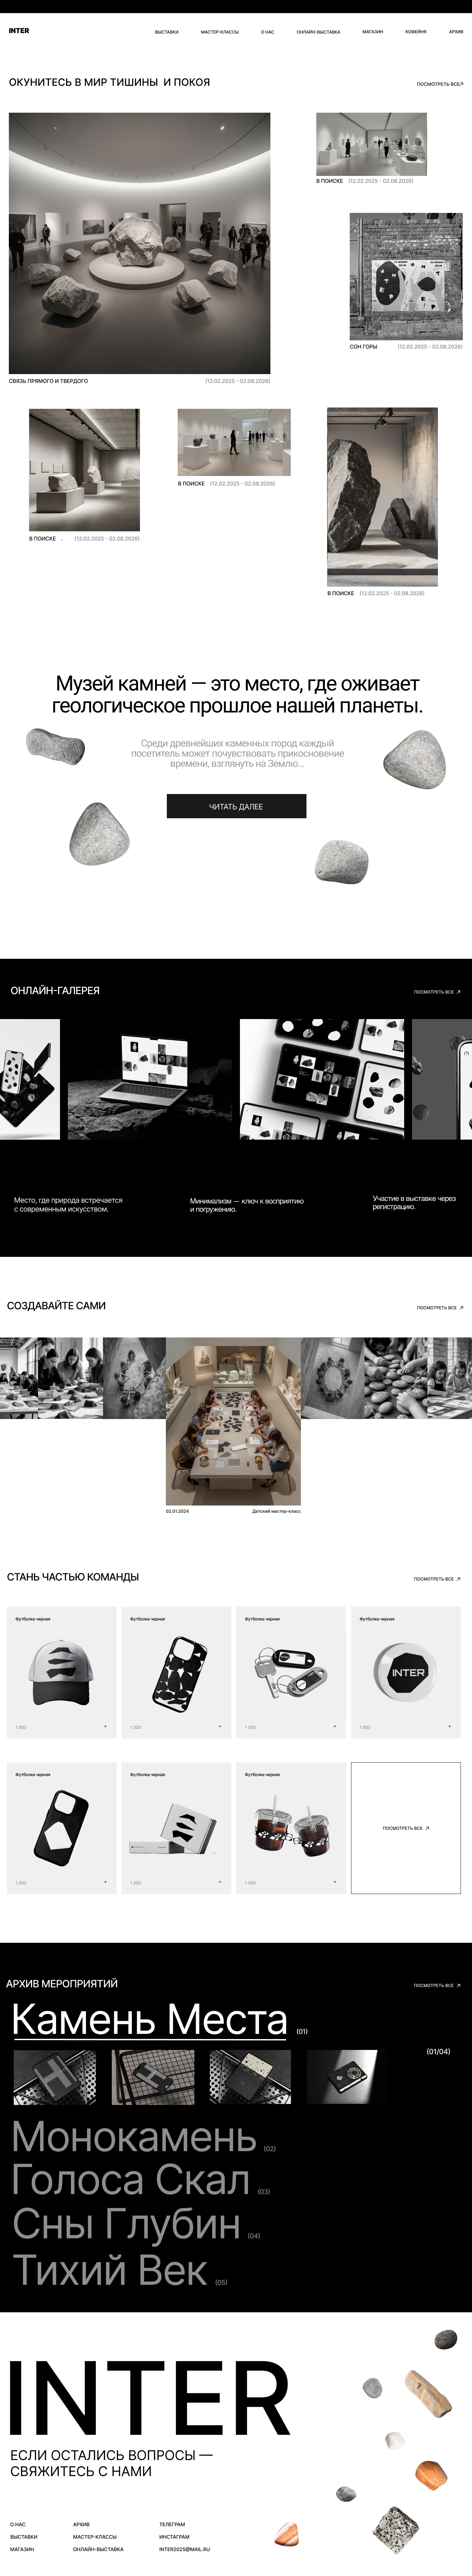 INTER
ВЫСТАВКИ
МАСТЕР-КЛАССЫ
О НАС
ОНЛАЙН-ВЫСТАВКА
МАГАЗИН
КОФЕЙНЯ
АРХИВ
ОКУНИТЕСЬ В МИР ТИШИНЫ И ПОКОЯ
ПОСМОТРЕТЬ ВСЕ↗
В ПОИСКЕ (12.02.2025 - 02.08.2026)
СОН ГОРЫ (12.02.2025 - 02.08.2026)
СВЯЗЬ ПРЯМОГО И ТВЕРДОГО (12.02.2025 - 02.08.2026)
В ПОИСКЕ . (12.02.2025 - 02.08.2026)
В ПОИСКЕ (12.02.2025 - 02.08.2026)
В ПОИСКЕ (12.02.2025 - 02.08.2026)
Музей камней — это место, где оживает
геологическое прошлое нашей планеты.
Среди древнейших каменных пород каждый
посетитель может почувствовать прикосновение
времени, взглянуть на Землю...
ЧИТАТЬ ДАЛЕЕ
ОНЛАЙН-ГАЛЕРЕЯ
ПОСМОТРЕТЬ ВСЕ ↗
Место, где природа встречается
с современным искусством.
Минимализм — ключ к восприятию
и погружению.
Участие в выставке через
регистрацию.
СОЗДАВАЙТЕ САМИ
ПОСМОТРЕТЬ ВСЕ ↗
02.01.2024
Детский мастер-класс
СТАНЬ ЧАСТЬЮ КОМАНДЫ
ПОСМОТРЕТЬ ВСЕ ↗
Футболка черная
Футболка черная
Футболка черная
Футболка черная
INTER
1 300 +
1 300 +
1 300 +
1 300 +
Футболка черная
Футболка черная
Футболка черная
ПОСМОТРЕТЬ ВСЕ ↗
1 300 +
1 300 +
1 300 +
АРХИВ МЕРОПРИЯТИЙ
ПОСМОТРЕТЬ ВСЕ ↗
Камень Места (01)
(01/04)
Монокамень (02)
Голоса Скал (03)
Сны Глубин (04)
Тихий Век (05)
INTER
ЕСЛИ ОСТАЛИСЬ ВОПРОСЫ —
СВЯЖИТЕСЬ С НАМИ
О НАС
АРХИВ
ТЕЛЕГРАМ
ВЫСТАВКИ
МАСТЕР-КЛАССЫ
ИНСТАГРАМ
МАГАЗИН
ОНЛАЙН-ВЫСТАВКА
INTER2025@MAIL.RU